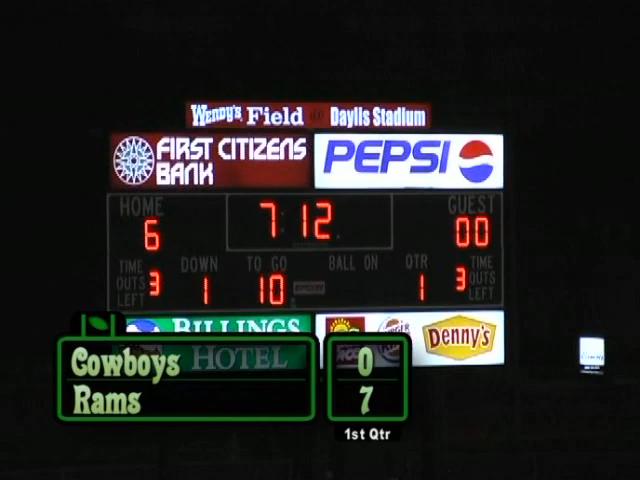 Wendy's Field @ Daylis Stadium
FIRST CITIZENS
BANK
PEPSI
HOME
GUEST
6
7:12
00
TIME
OUTS
LEFT
3
DOWN
1
TO GO
10
BALL ON
QTR
1
3
TIME
OUTS
LEFT
BILLINGS
HOTEL
Denny's
Cowboys 0
Rams 7
1st Qtr